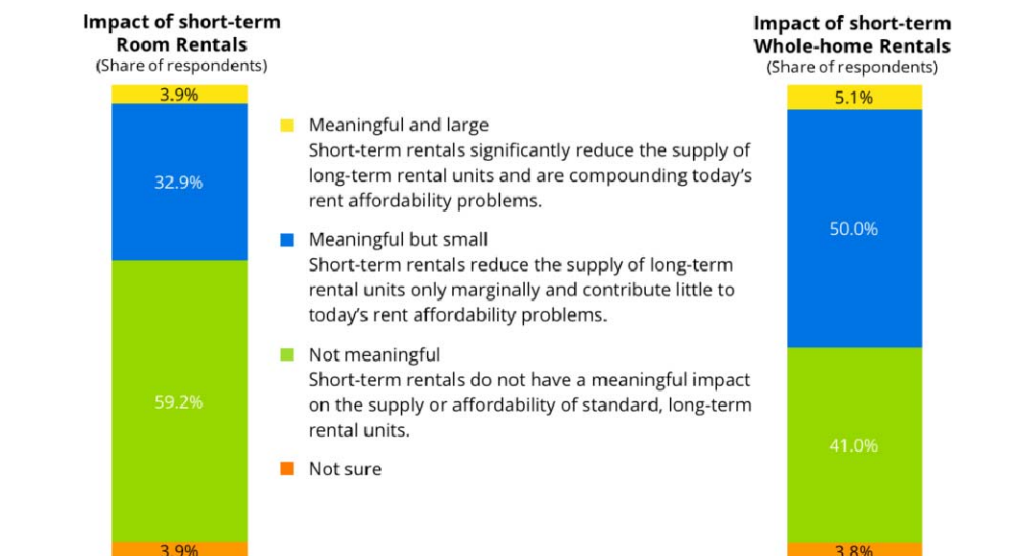 Impact of short-term
Room Rentals
(Share of respondents)
3.9%
32.9%
59.2%
3.9%
Meaningful and large
Short-term rentals significantly reduce the supply of
long-term rental units and are compounding today's
rent affordability problems.
Meaningful but small
Short-term rentals reduce the supply of long-term
rental units only marginally and contribute little to
today's rent affordability problems.
Not meaningful
Short-term rentals do not have a meaningful impact
on the supply or affordability of standard, long-term
rental units.
Not sure
Impact of short-term
Whole-home Rentals
(Share of respondents)
5.1%
50.0%
41.0%
3.8%